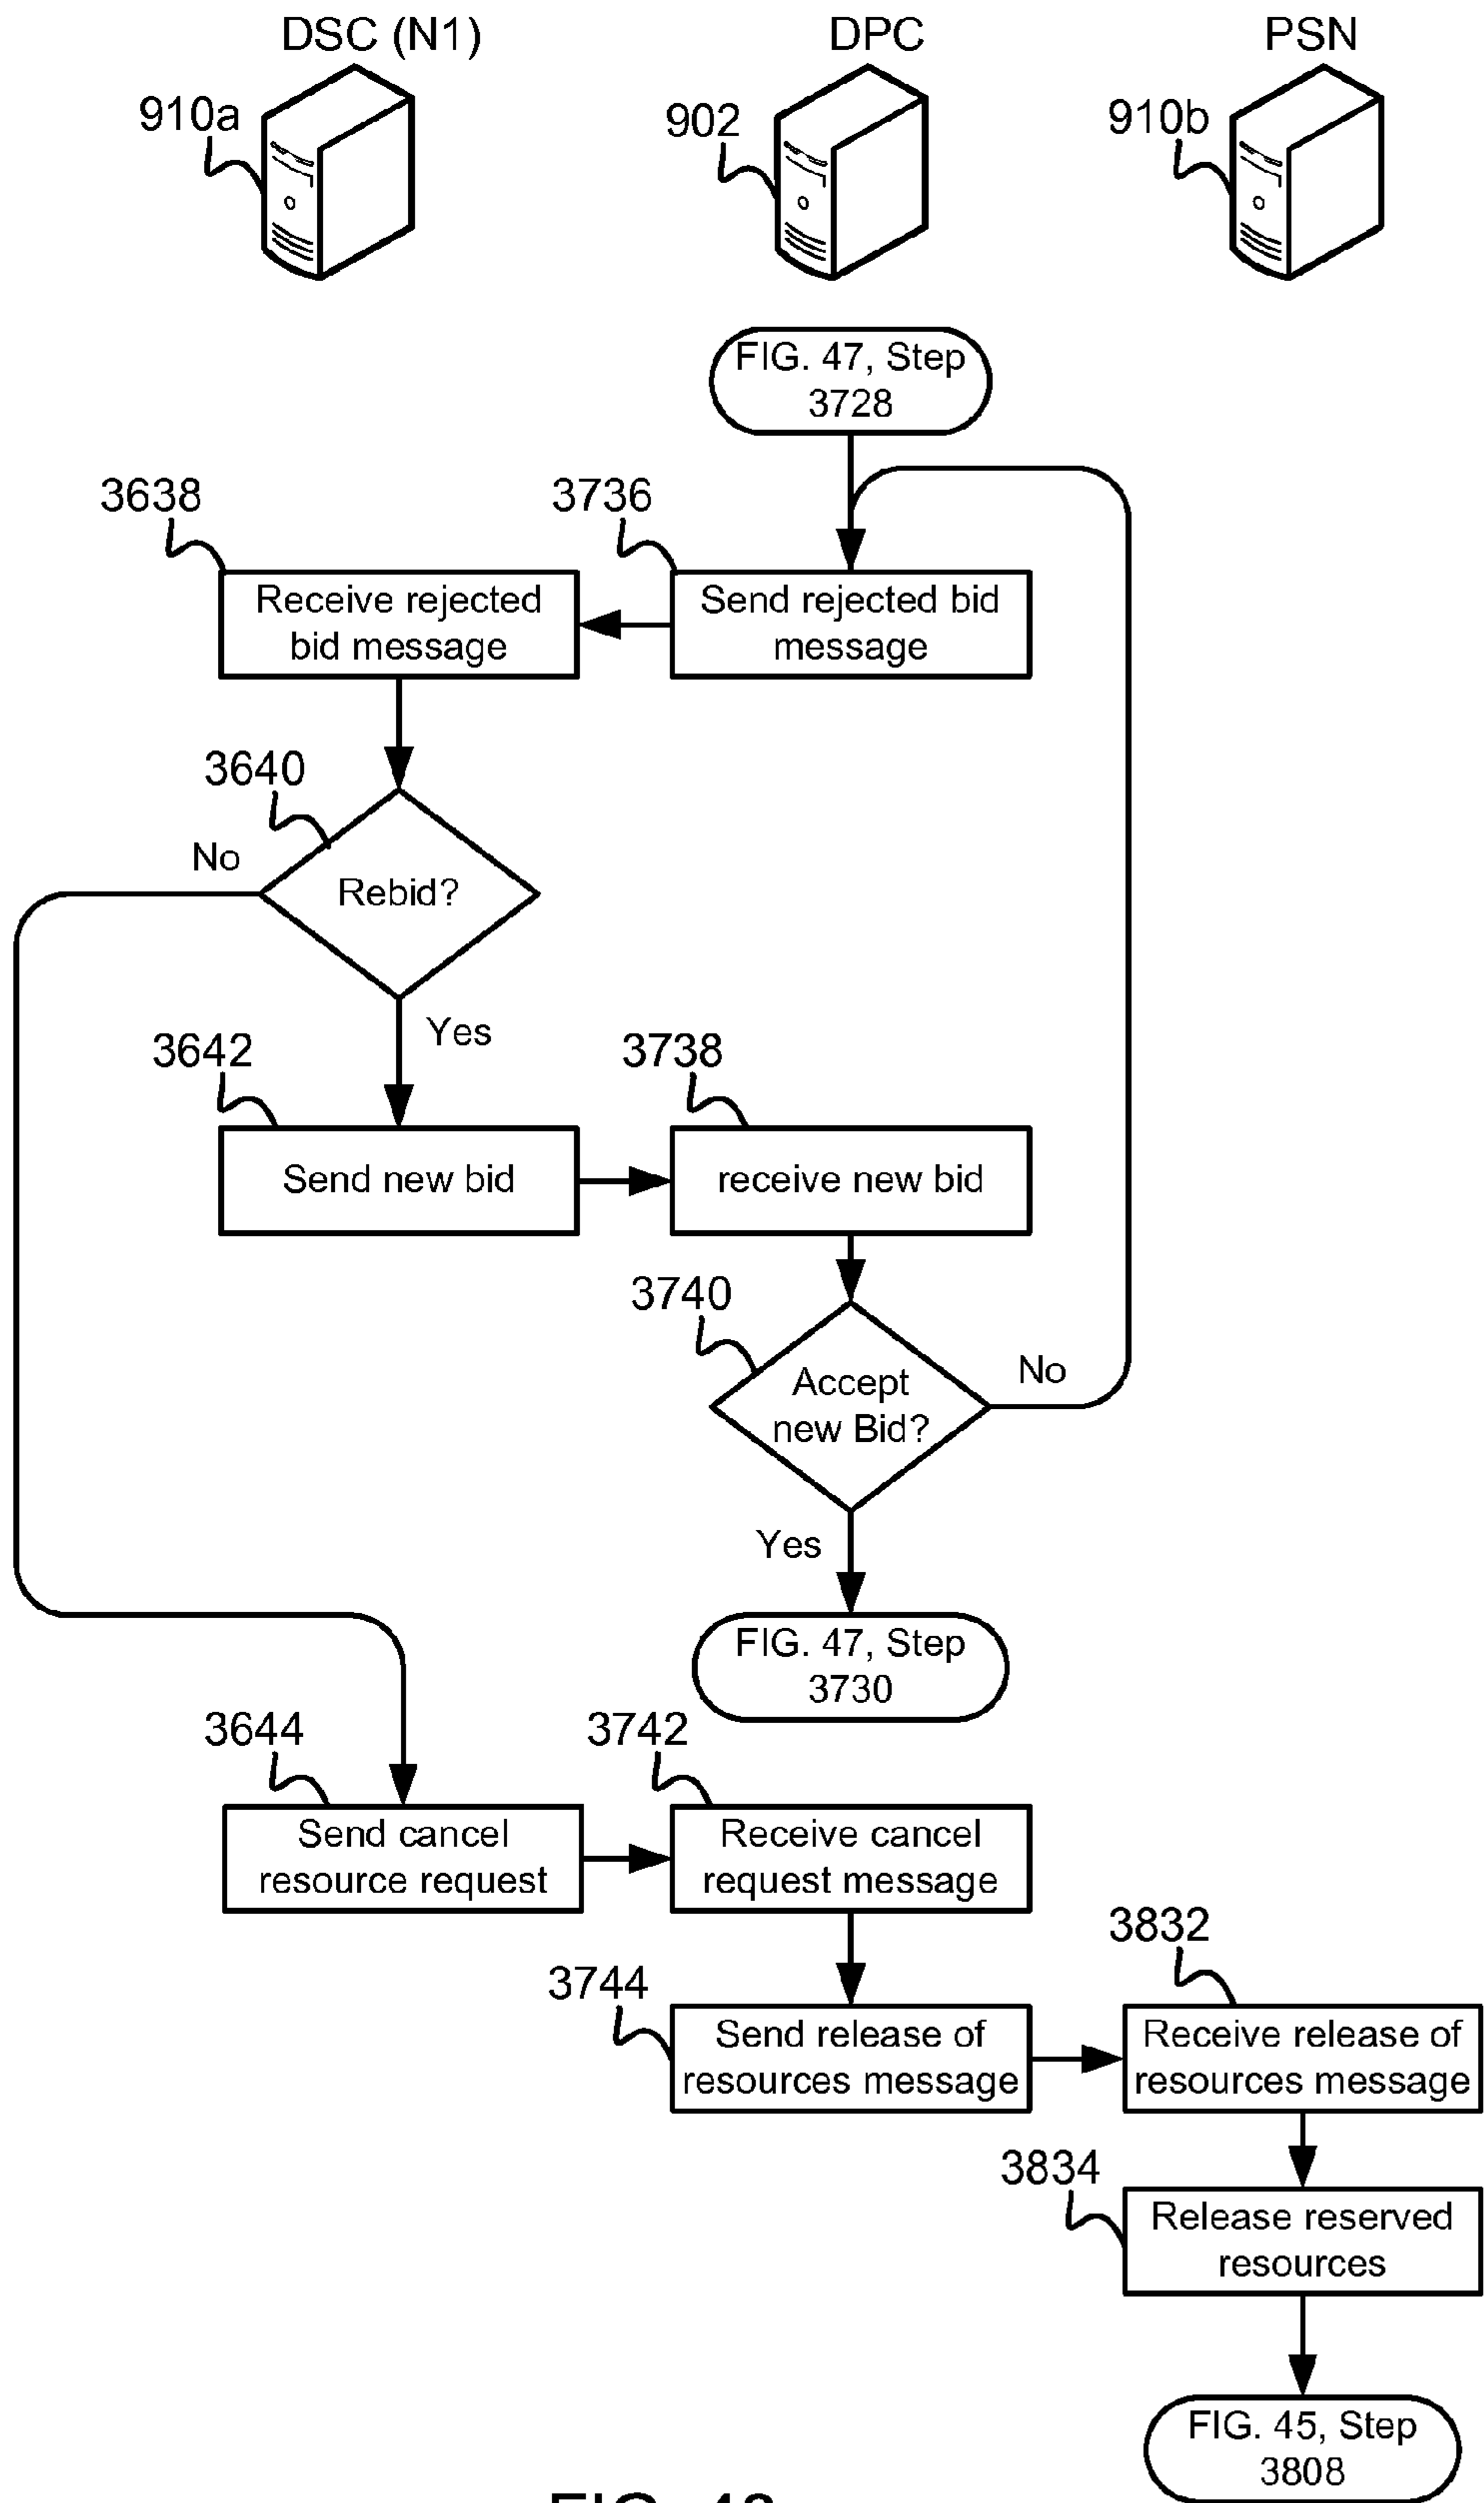 DSC (N1)
DPC
PSN
910a
902
910b
FIG. 47, Step
3728
3638
3736
Receive rejected
bid message
Send rejected bid
message
3640
No
Rebid?
Yes
3642
3738
Send new bid
receive new bid
3740
Accept
new Bid?
No
Yes
FIG. 47, Step
3730
3644
3742
Send cancel
resource request
Receive cancel
request message
3832
3744
Send release of
resources message
Receive release of
resources message
3834
Release reserved
resources
FIG. 45, Step
3808